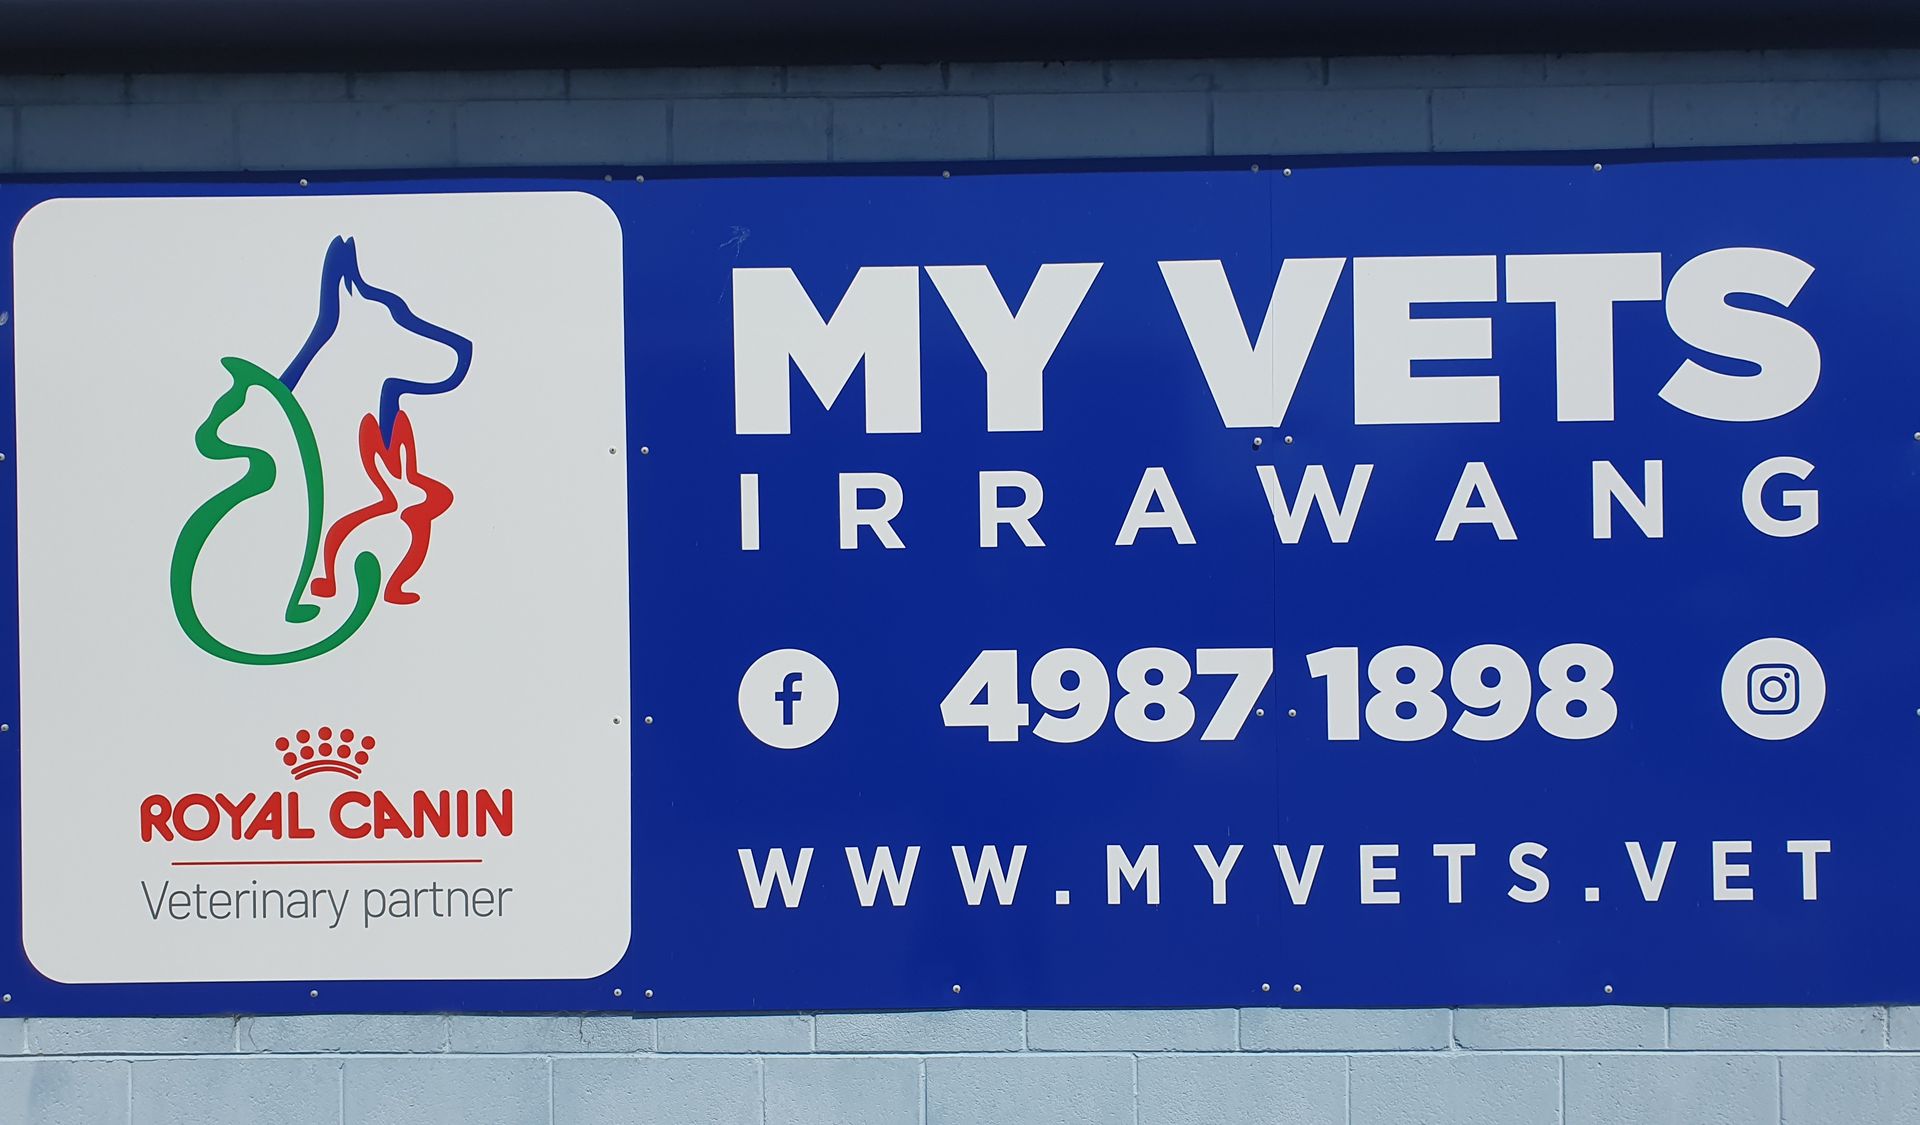 MY VETS
IRRAWANG
4987 1898
WWW.MYVETS.VET
ROYAL CANIN
Veterinary partner